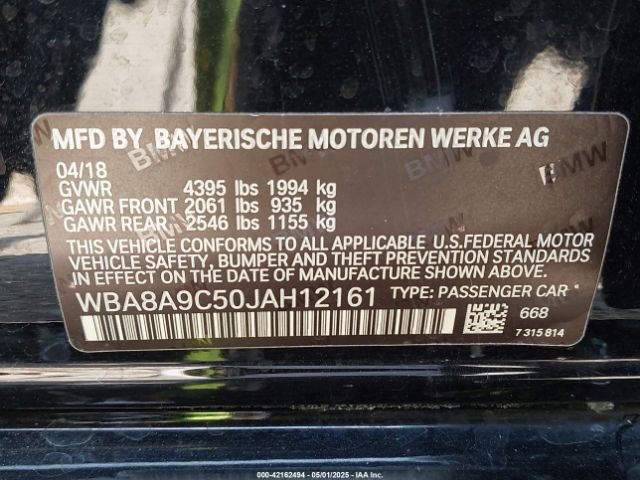 MFD BY BAYERISCHE MOTOREN WERKE AG
04/18
GVWR 4395 lbs 1994 kg
GAWR FRONT 2061 lbs 935 kg
GAWR REAR 2546 lbs 1155 kg
THIS VEHICLE CONFORMS TO ALL APPLICABLE U.S.FEDERAL MOTOR
VEHICLE SAFETY, BUMPER AND THEFT PREVENTION STANDARDS
IN EFFECT ON THE DATE OF MANUFACTURE SHOWN ABOVE.
WBA8A9C50JAH12161 TYPE: PASSENGER CAR
668
7 315 814
000-42162494 - 05/01/2025 - IAAI